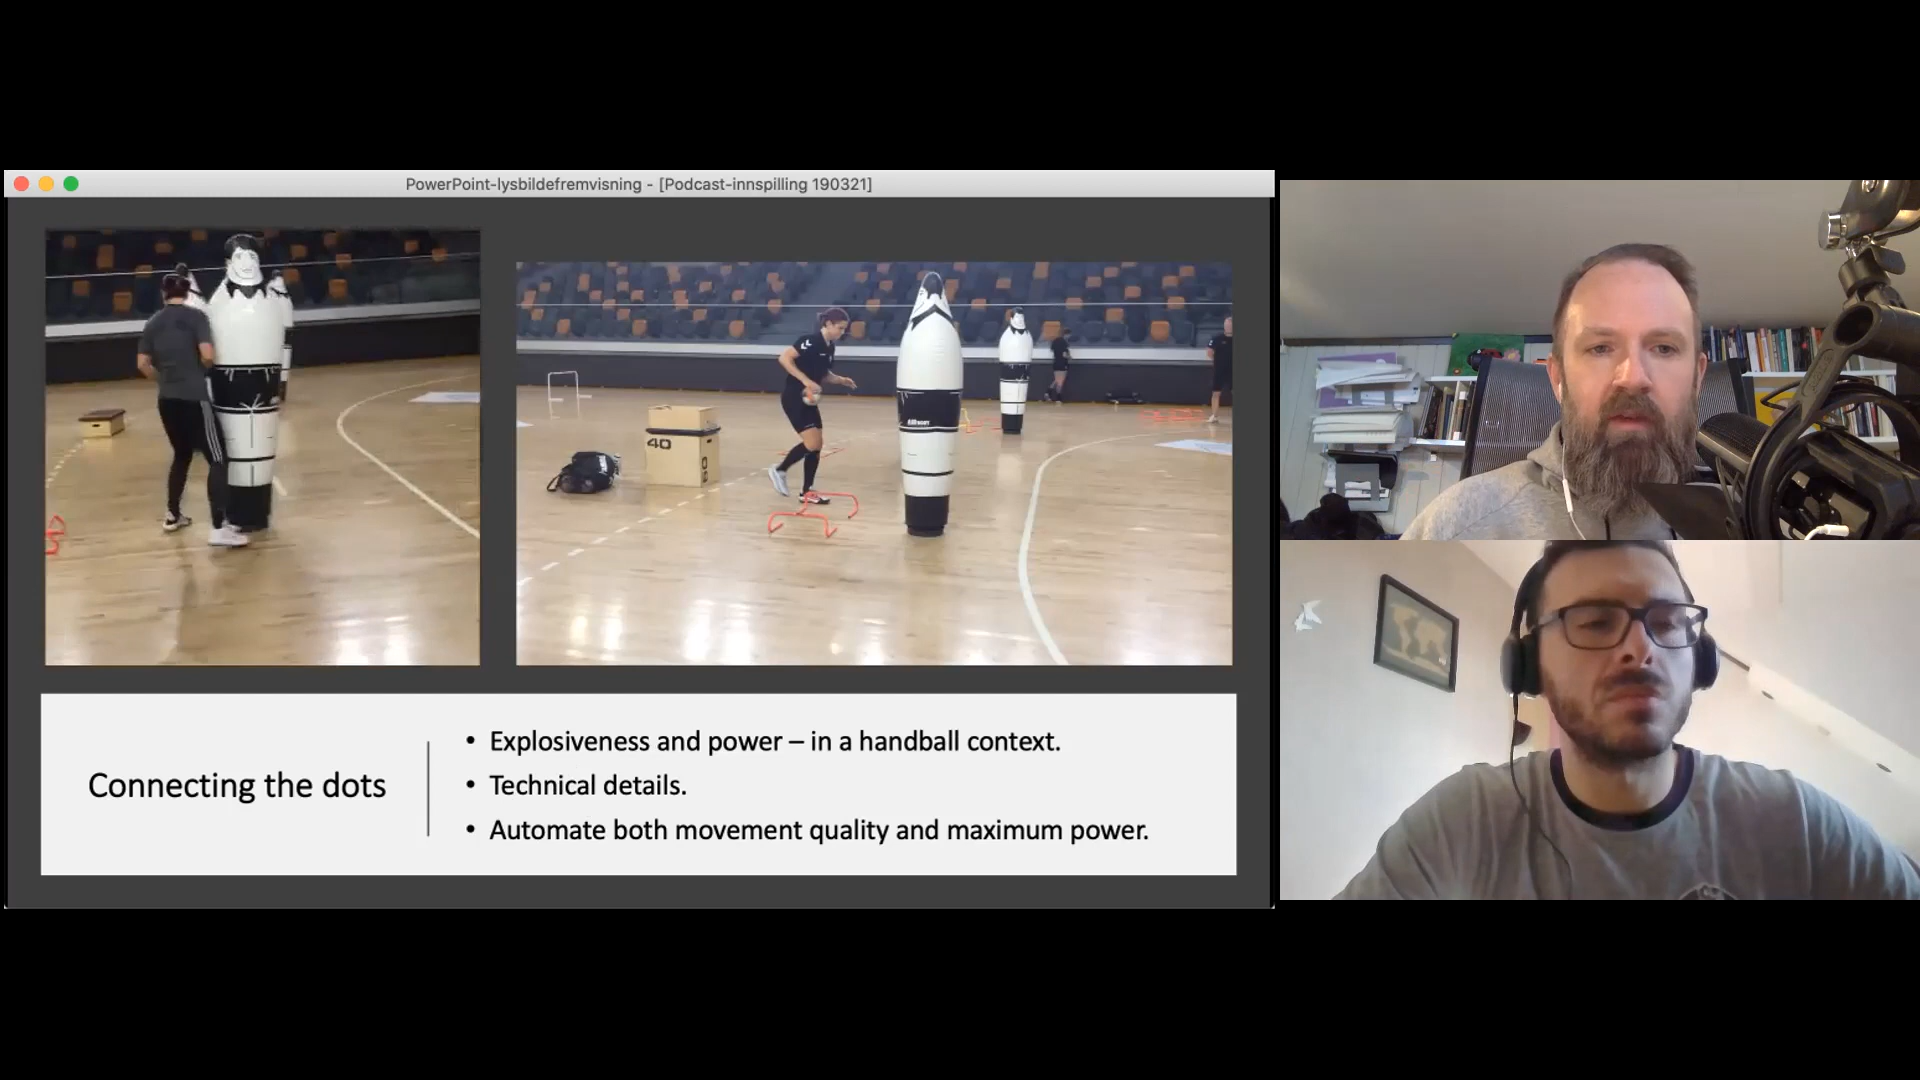 PowerPoint-lysbildefremvisning - [Podcast-innspilling 190321]
40
Connecting the dots
• Explosiveness and power – in a handball context.
• Technical details.
• Automate both movement quality and maximum power.